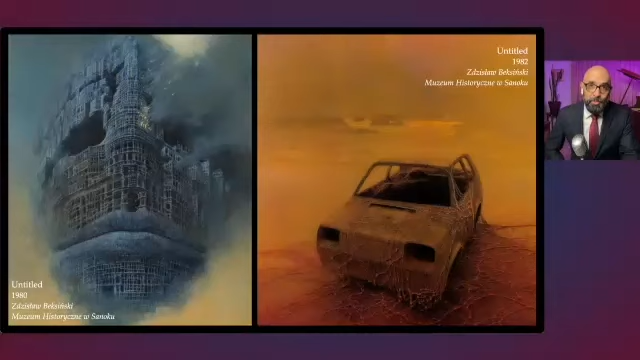 Untitled
1980
Zdzisław Beksiński
Muzeum Historyczne w Sanoku
Untitled
1982
Zdzisław Beksiński
Muzeum Historyczne w Sanoku